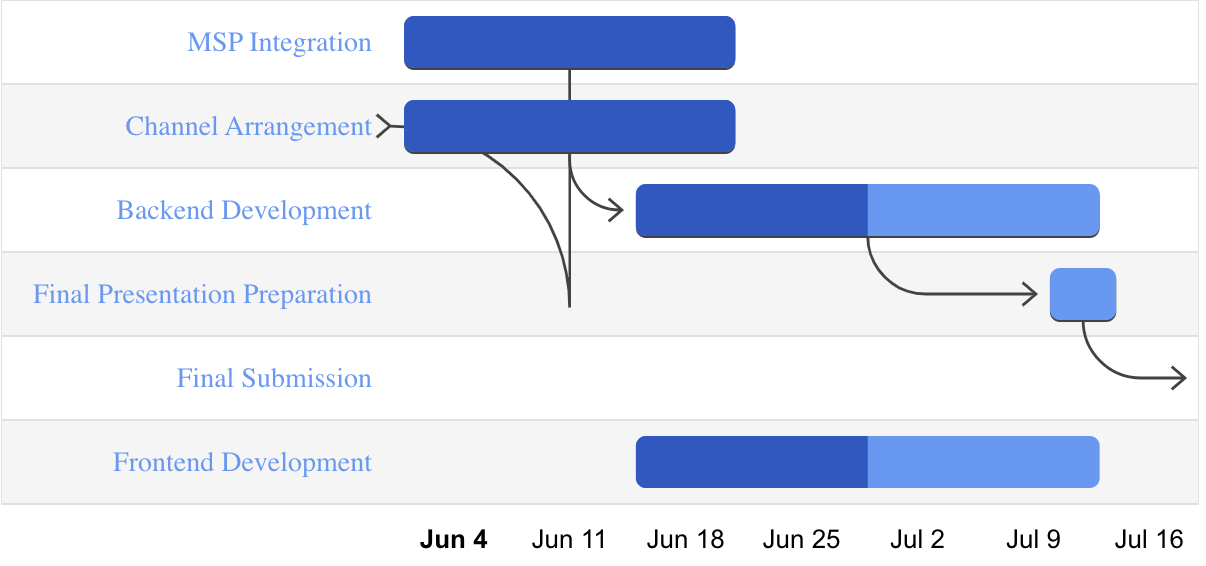 MSP Integration
Channel Arrangement
Backend Development
Final Presentation Preparation
Final Submission
Frontend Development
Jun 4 Jun 11 Jun 18 Jun 25 Jul 2 Jul 9 Jul 16